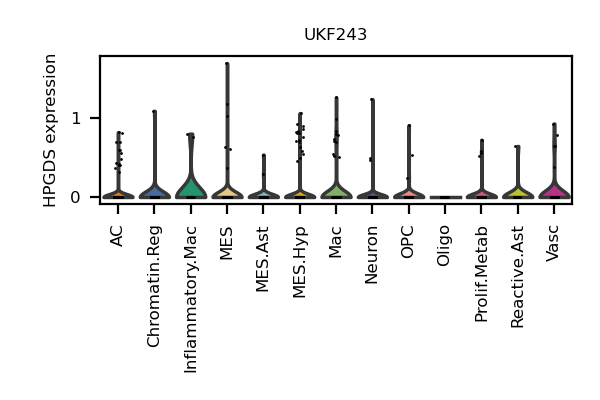 UKF243
HPGDS expression
1
0
AC
Chromatin.Reg
Inflammatory.Mac
MES
MES.Ast
MES.Hyp
Mac
Neuron
OPC
Oligo
Prolif.Metab
Reactive.Ast
Vasc